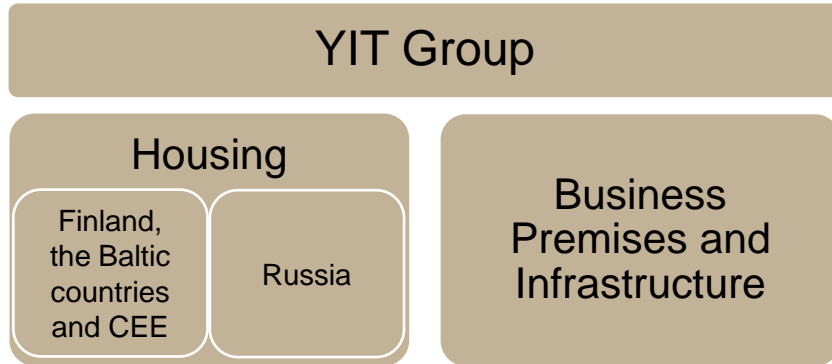 YIT Group
Housing
Finland,
the Baltic
countries
and CEE
Russia
Business
Premises and
Infrastructure